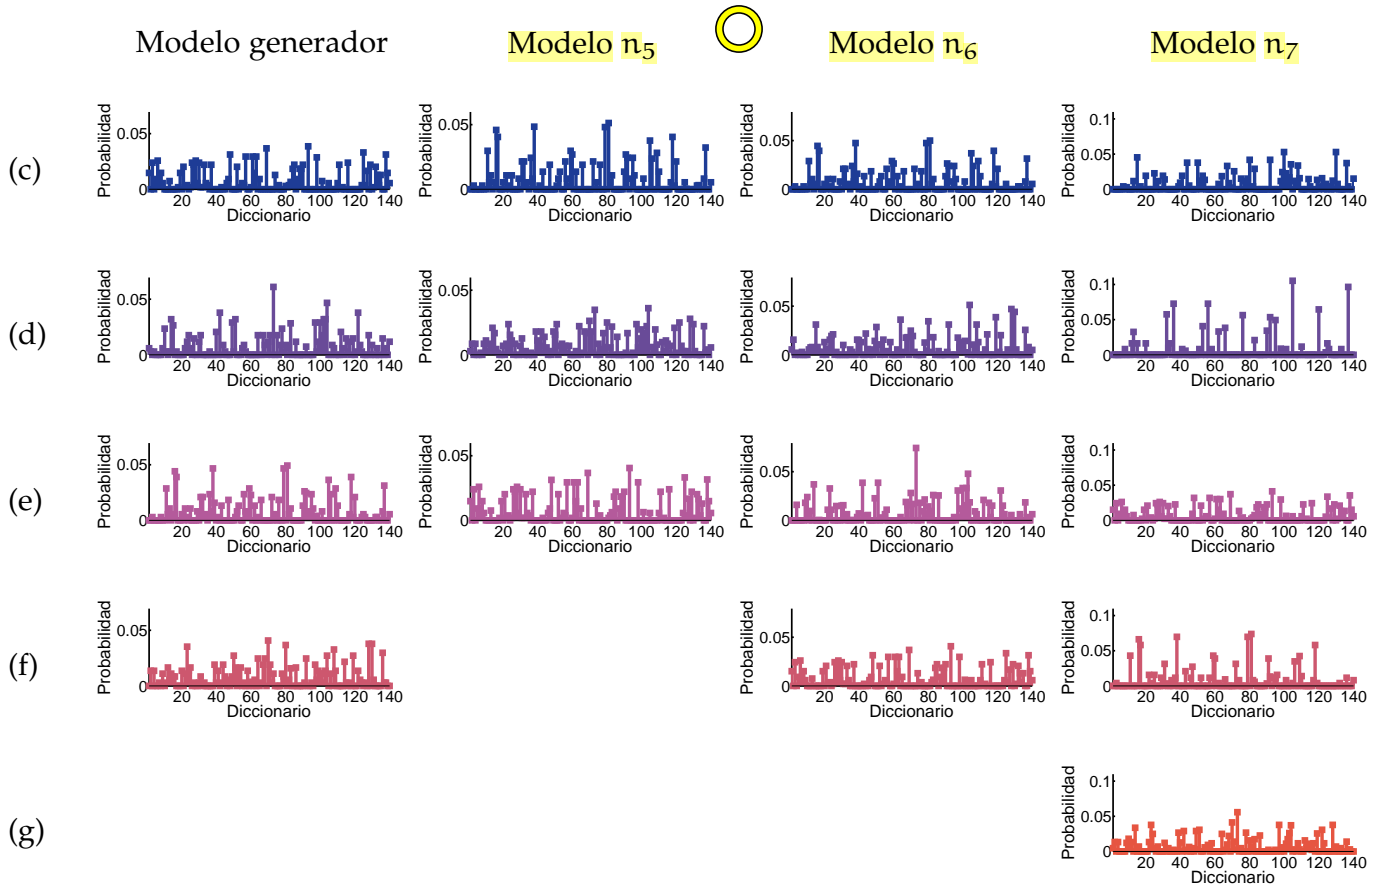 Modelo generador Modelo n5 Modelo n6 Modelo n7
(c)
Probabilidad 0.05 0 20 40 60 80 100 120 140 Diccionario
Probabilidad 0.05 0 20 40 60 80 100 120 140 Diccionario
Probabilidad 0.05 0 20 40 60 80 100 120 140 Diccionario
Probabilidad 0.1 0.05 0 20 40 60 80 100 120 140 Diccionario
(d)
Probabilidad 0.05 0 20 40 60 80 100 120 140 Diccionario
Probabilidad 0.05 0 20 40 60 80 100 120 140 Diccionario
Probabilidad 0.05 0 20 40 60 80 100 120 140 Diccionario
Probabilidad 0.1 0.05 0 20 40 60 80 100 120 140 Diccionario
(e)
Probabilidad 0.05 0 20 40 60 80 100 120 140 Diccionario
Probabilidad 0.05 0 20 40 60 80 100 120 140 Diccionario
Probabilidad 0.05 0 20 40 60 80 100 120 140 Diccionario
Probabilidad 0.1 0.05 0 20 40 60 80 100 120 140 Diccionario
(f)
Probabilidad 0.05 0 20 40 60 80 100 120 140 Diccionario
Probabilidad 0.05 0 20 40 60 80 100 120 140 Diccionario
Probabilidad 0.1 0.05 0 20 40 60 80 100 120 140 Diccionario
(g)
Probabilidad 0.1 0.05 0 20 40 60 80 100 120 140 Diccionario